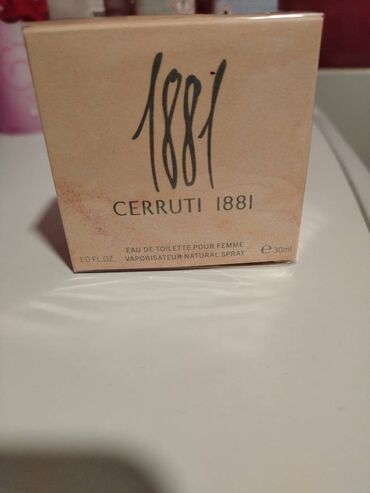 1881
CERRUTI 1881
EAU DE TOILETTE POUR FEMME
1.0 FL.OZ. VAPORISATEUR NATURAL SPRAY ℮ 30ml